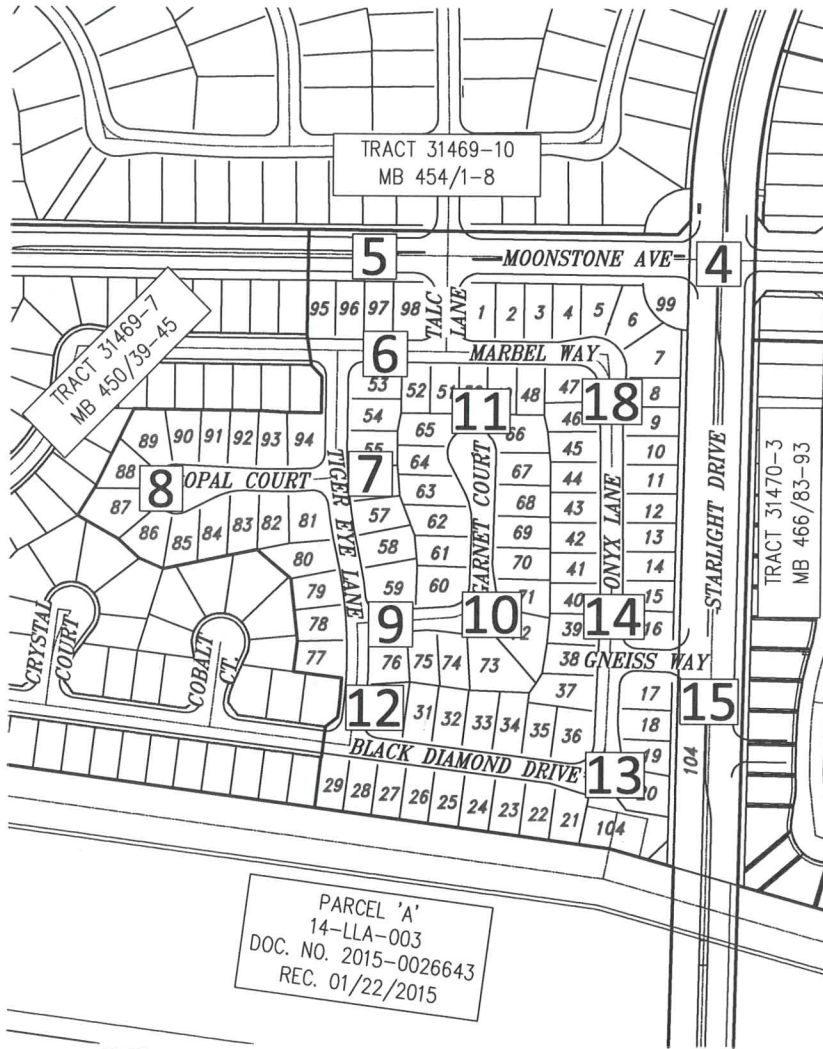 TRACT 31469-10
MB 454/1-8
5
MOONSTONE AVE
4
TALC
LANE
95 96 97 98
1 2 3 4 5 6 99
TRACT 31469-7
MB 450/39-45
6
MARBEL WAY
7
53 52 48 47
18
8
54
11
46
9
89 90 91 92 93 94
65 66 45 10
88
8
OPAL COURT
TIGER EYE LANE
7
64 67 44 11
87
63 GARNET COURT 68 43 ONYX LANE 12
86 85 84 83 82 81
57 62 69 42 13
STARLIGHT DRIVE
TRACT 31470-3
MB 466/83-93
80
58 61 70 41 14
79
59 60 40 15
78
9
10
39
14
16
77
76 75 74 73 38
GNEISS WAY
CRYSTAL
COURT
COBALT
CT.
37 17
15
12
31 32 33 34 35 36 18
BLACK DIAMOND DRIVE
13
19
104
20
29 28 27 26 25 24 23 22 21 104
PARCEL 'A'
14-LLA-003
DOC. NO. 2015-0026643
REC. 01/22/2015